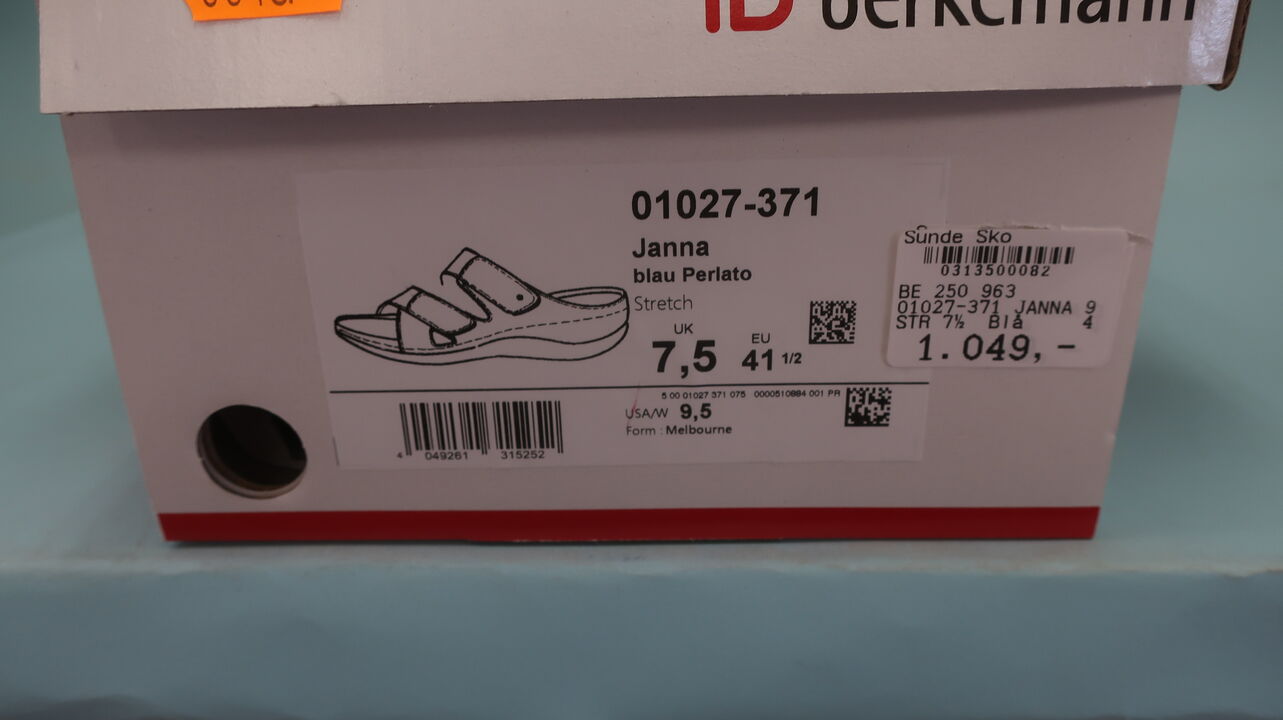 berkemann
01027-371
Janna
blau Perlato
Stretch
UK
7,5
EU
41 1/2
5 00 01027 371 075 0000510884 001 PR
USA/W 9,5
Form : Melbourne
4 049261 315252
Sünde Sko
0313500082
BE 250 963
01027-371 JANNA 9
STR 7½ Blå 4
1.049,-